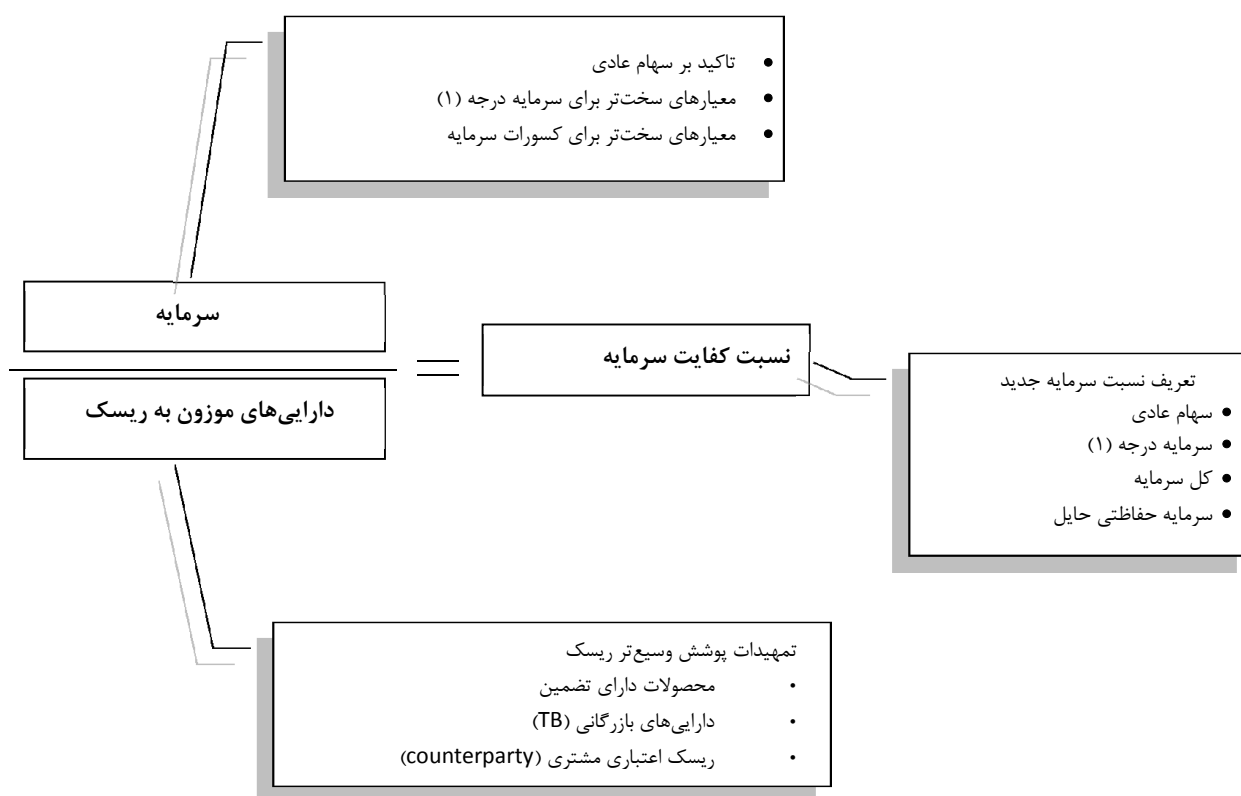 ● تاکید بر سهام عادی
● معیارهای سخت‌تر برای سرمایه درجه (۱)
● معیارهای سخت‌تر برای کسورات سرمایه
سرمایه
دارایی‌های موزون به ریسک
=
نسبت کفایت سرمایه
تعریف نسبت سرمایه جدید
● سهام عادی
● سرمایه درجه (۱)
● کل سرمایه
● سرمایه حفاظتی حایل
تمهیدات پوشش وسیع‌تر ریسک
• محصولات دارای تضمین
• دارایی‌های بازرگانی (TB)
• ریسک اعتباری مشتری (counterparty)